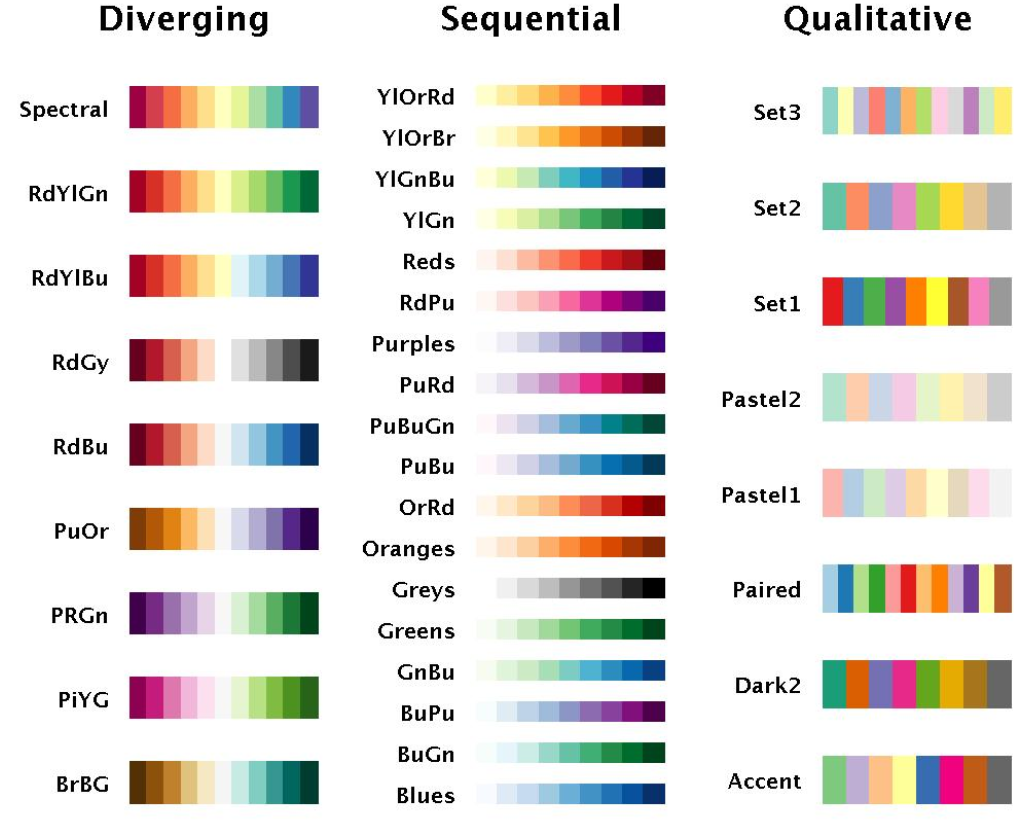 Diverging
Spectral
RdYlGn
RdYlBu
RdGy
RdBu
PuOr
PRGn
PiYG
BrBG
Sequential
YlOrRd
YlOrBr
YlGnBu
YlGn
Reds
RdPu
Purples
PuRd
PuBuGn
PuBu
OrRd
Oranges
Greys
Greens
GnBu
BuPu
BuGn
Blues
Qualitative
Set3
Set2
Set1
Pastel2
Pastel1
Paired
Dark2
Accent